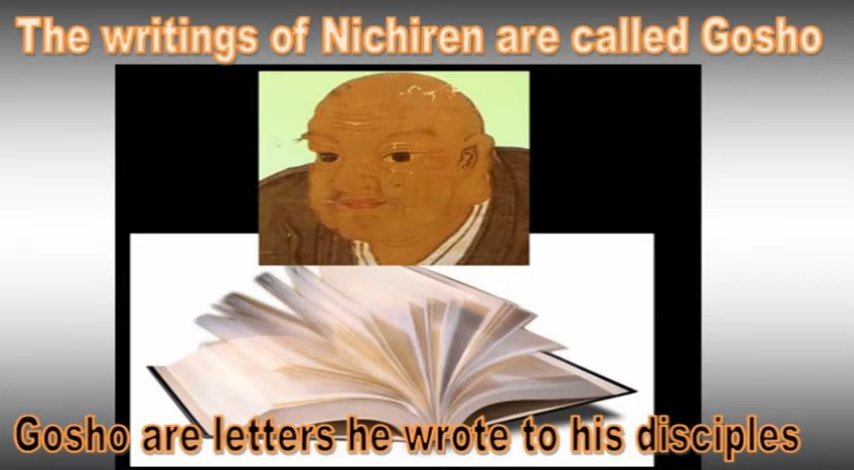 The writings of Nichiren are called Gosho
Gosho are letters he wrote to his disciples